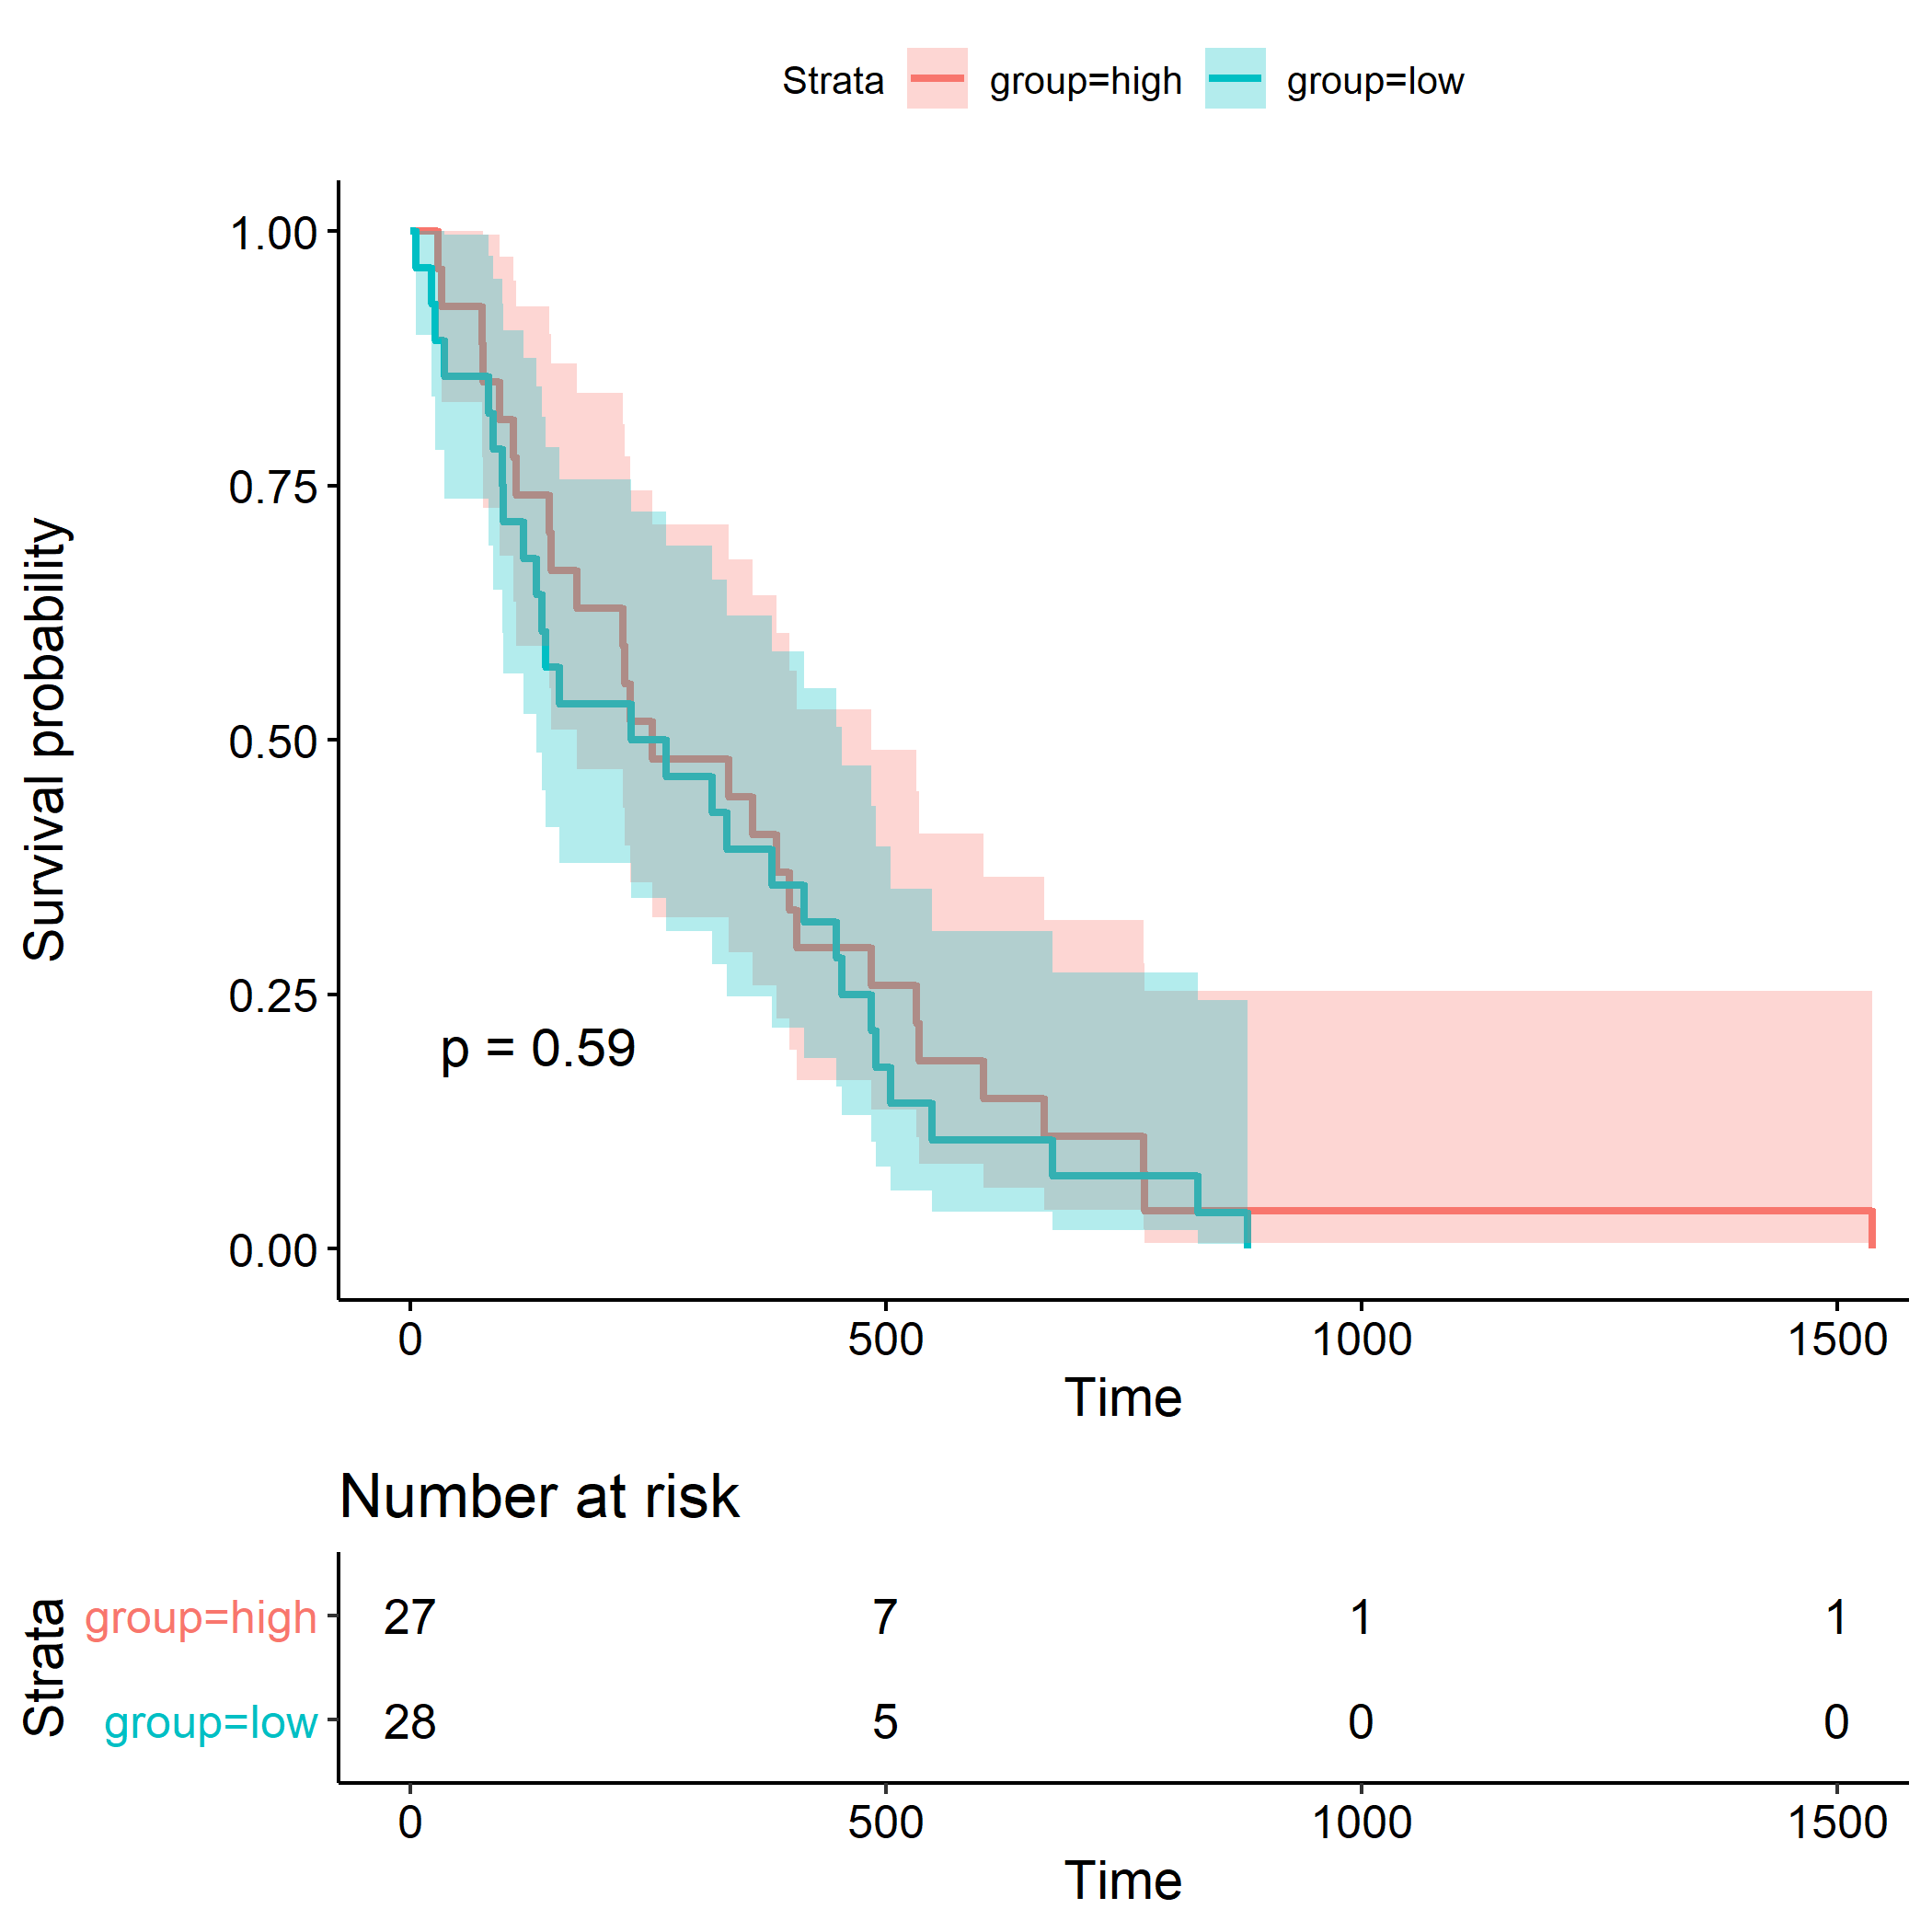 Strata group=high group=low
1.00
0.75
0.50
0.25
0.00
Survival probability
p = 0.59
0 500 1000 1500
Time
Number at risk
Strata
group=high 27 7 1 1
group=low 28 5 0 0
0 500 1000 1500
Time